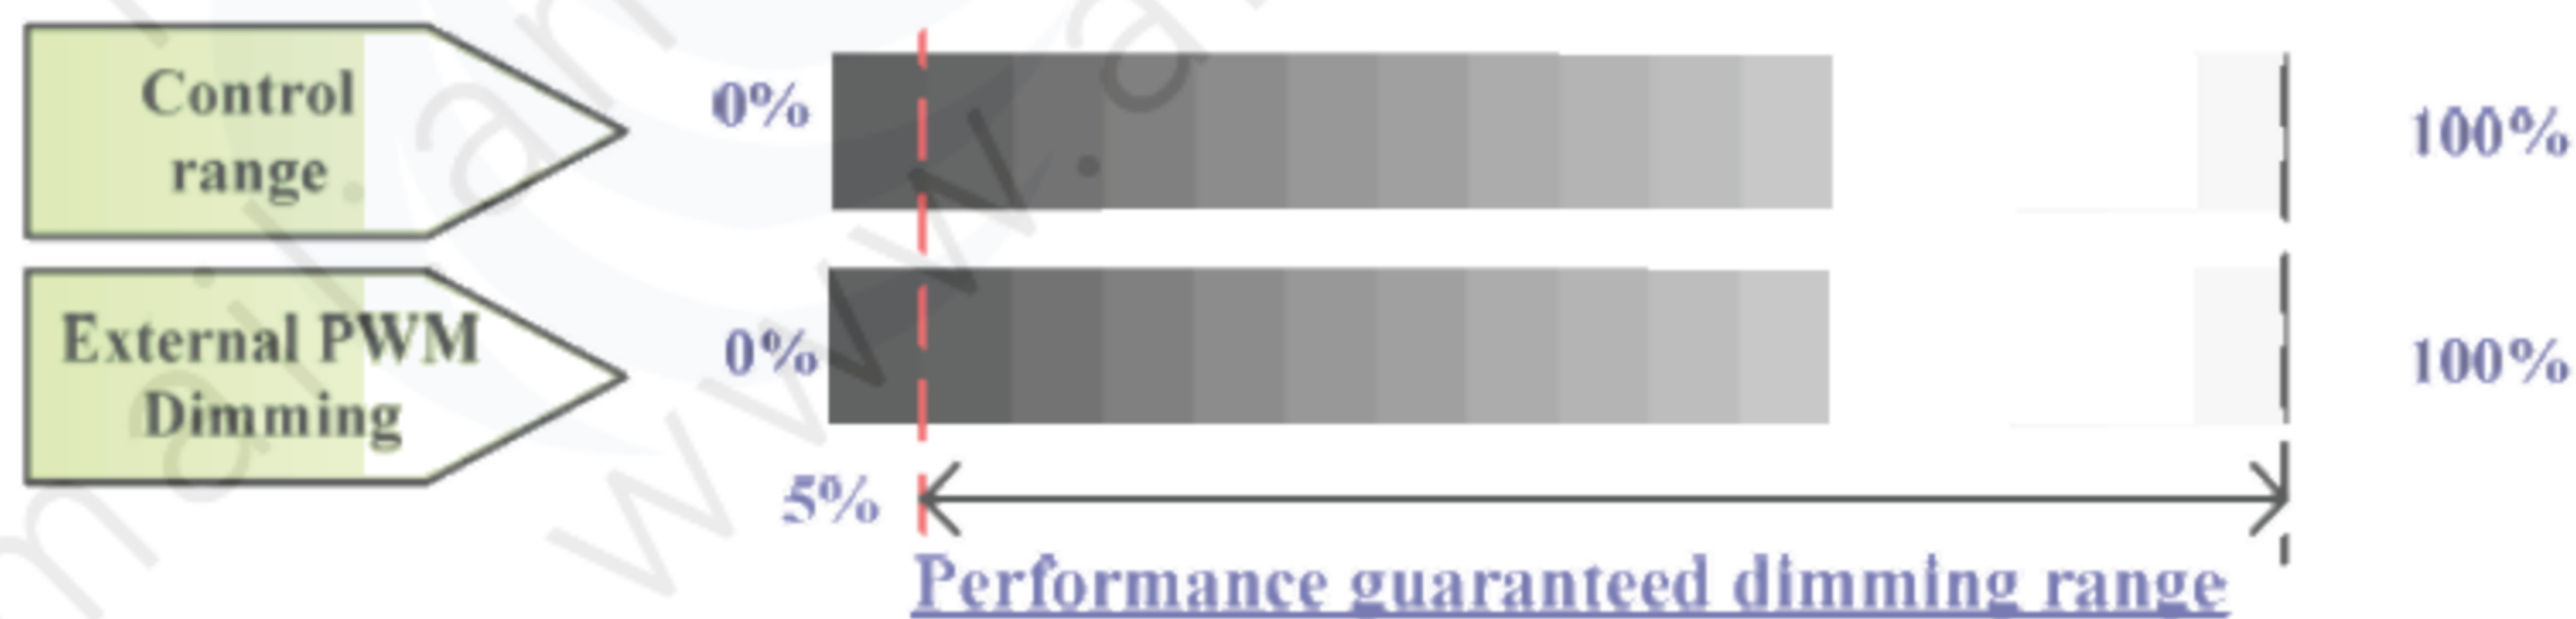 Control
range
0%
100%
External PWM
Dimming
0%
100%
5%
Performance guaranteed dimming range